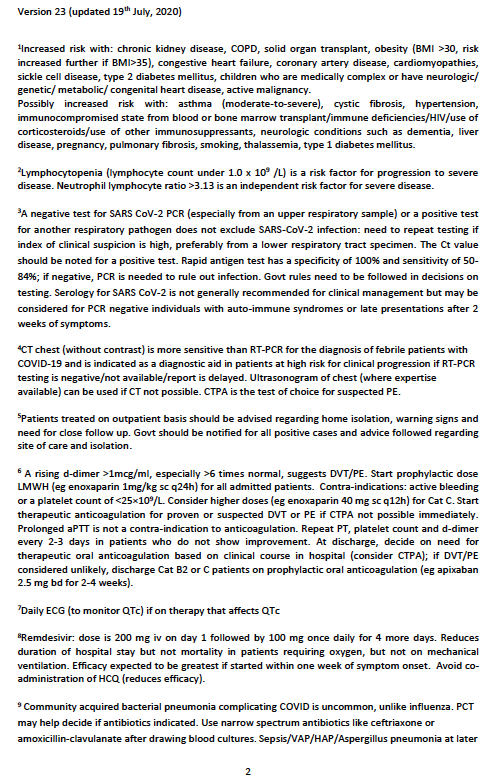 Version 23 (updated 19th July, 2020)
1Increased risk with: chronic kidney disease, COPD, solid organ transplant, obesity (BMI >30, risk
increased further if BMI>35), congestive heart failure, coronary artery disease, cardiomyopathies,
sickle cell disease, type 2 diabetes mellitus, children who are medically complex or have neurologic/
genetic/ metabolic/ congenital heart disease, active malignancy.
Possibly increased risk with: asthma (moderate-to-severe), cystic fibrosis, hypertension,
immunocompromised state from blood or bone marrow transplant/immune deficiencies/HIV/use of
corticosteroids/use of other immunosuppressants, neurologic conditions such as dementia, liver
disease, pregnancy, pulmonary fibrosis, smoking, thalassemia, type 1 diabetes mellitus.
2Lymphocytopenia (lymphocyte count under 1.0 x 10⁹ /L) is a risk factor for progression to severe
disease. Neutrophil lymphocyte ratio >3.13 is an independent risk factor for severe disease.
3A negative test for SARS CoV-2 PCR (especially from an upper respiratory sample) or a positive test
for another respiratory pathogen does not exclude SARS-CoV-2 infection: need to repeat testing if
index of clinical suspicion is high, preferably from a lower respiratory tract specimen. The Ct value
should be noted for a positive test. Rapid antigen test has a specificity of 100% and sensitivity of 50-
84%; if negative, PCR is needed to rule out infection. Govt rules need to be followed in decisions on
testing. Serology for SARS CoV-2 is not generally recommended for clinical management but may be
considered for PCR negative individuals with auto-immune syndromes or late presentations after 2
weeks of symptoms.
4CT chest (without contrast) is more sensitive than RT-PCR for the diagnosis of febrile patients with
COVID-19 and is indicated as a diagnostic aid in patients at high risk for clinical progression if RT-PCR
testing is negative/not available/report is delayed. Ultrasonogram of chest (where expertise
available) can be used if CT not possible. CTPA is the test of choice for suspected PE.
5Patients treated on outpatient basis should be advised regarding home isolation, warning signs and
need for close follow up. Govt should be notified for all positive cases and advice followed regarding
site of care and isolation.
6 A rising d-dimer >1mcg/ml, especially >6 times normal, suggests DVT/PE. Start prophylactic dose
LMWH (eg enoxaparin 1mg/kg sc q24h) for all admitted patients. Contra-indications: active bleeding
or a platelet count of <25x10⁹/L. Consider higher doses (eg enoxaparin 40 mg sc q12h) for Cat C. Start
therapeutic anticoagulation for proven or suspected DVT or PE if CTPA not possible immediately.
Prolonged aPTT is not a contra-indication to anticoagulation. Repeat PT, platelet count and d-dimer
every 2-3 days in patients who do not show improvement. At discharge, decide on need for
therapeutic oral anticoagulation based on clinical course in hospital (consider CTPA); if DVT/PE
considered unlikely, discharge Cat B2 or C patients on prophylactic oral anticoagulation (eg apixaban
2.5 mg bd for 2-4 weeks).
7Daily ECG (to monitor QTc) if on therapy that affects QTc
8Remdesivir: dose is 200 mg iv on day 1 followed by 100 mg once daily for 4 more days. Reduces
duration of hospital stay but not mortality in patients requiring oxygen, but not on mechanical
ventilation. Efficacy expected to be greatest if started within one week of symptom onset. Avoid co-
administration of HCQ (reduces efficacy).
9 Community acquired bacterial pneumonia complicating COVID is uncommon, unlike influenza. PCT
may help decide if antibiotics indicated. Use narrow spectrum antibiotics like ceftriaxone or
amoxicillin-clavulanate after drawing blood cultures. Sepsis/VAP/HAP/Aspergillus pneumonia at later
2